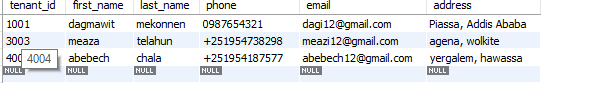 tenant_id first_name last_name phone email address
1001 dagmawit mekonnen 0987654321 dagi12@gmail.com Piassa, Addis Ababa
3003 meaza telahun +251954738298 meazi12@gmail.com agena, wolkite
400 4004 abebech chala +251954187577 abebech12@gmail.com yergalem, hawassa
NULL NULL NULL NULL NULL NULL